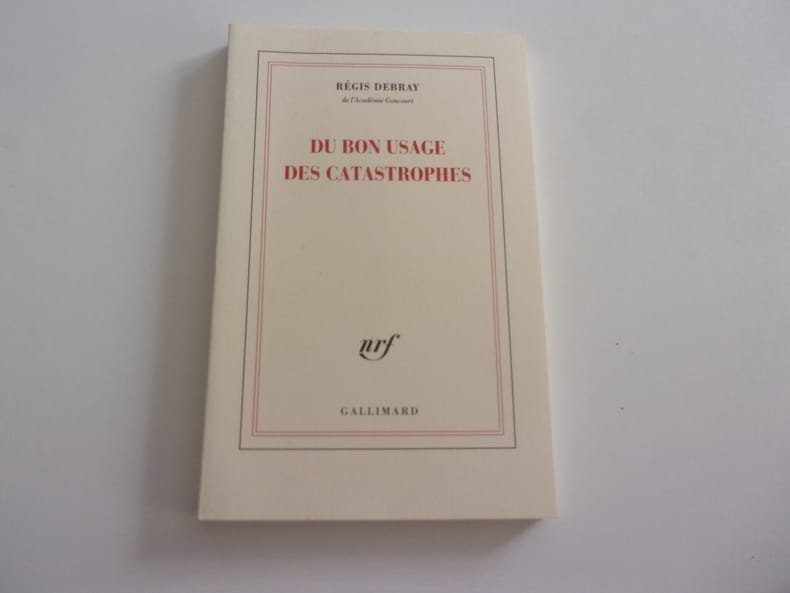 RÉGIS DEBRAY
de l'Académie Goncourt
DU BON USAGE
DES CATASTROPHES
nrf
GALLIMARD